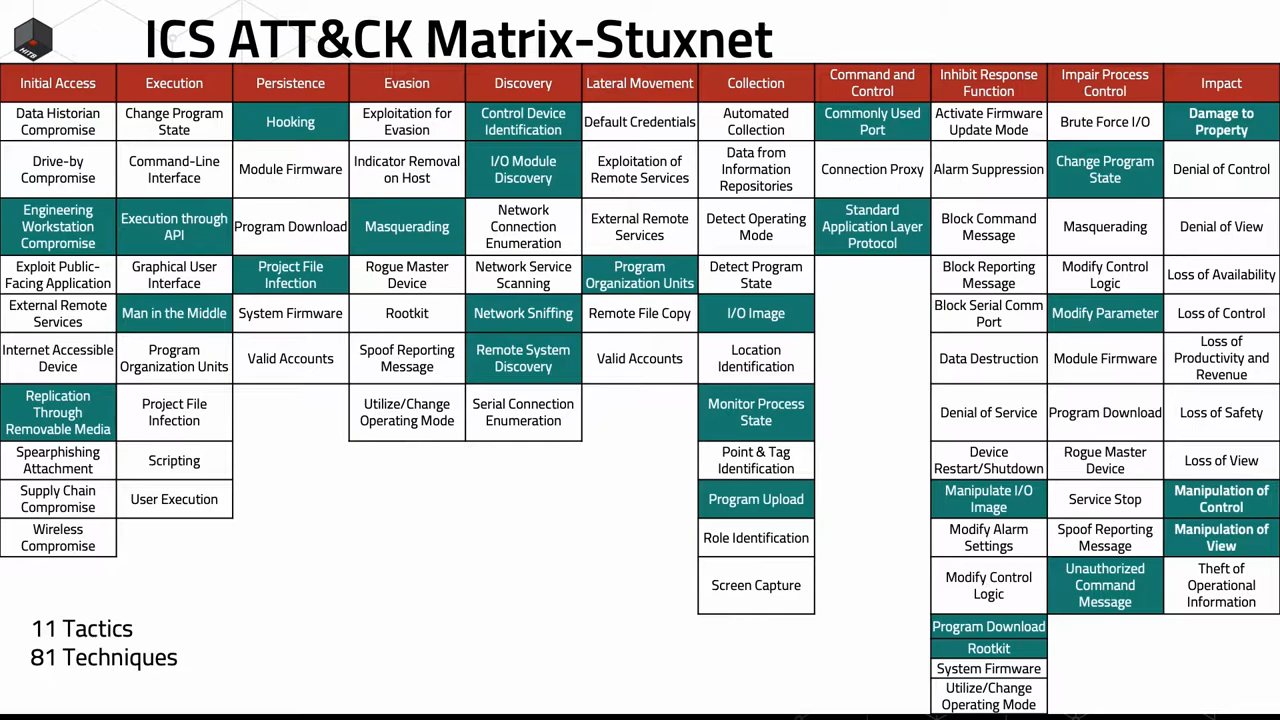 HITB
ICS ATT&CK Matrix-Stuxnet
Initial Access
Execution
Persistence
Evasion
Discovery
Lateral Movement
Collection
Command and
Control
Inhibit Response
Function
Impair Process
Control
Impact
Data Historian
Compromise
Change Program
State
Hooking
Exploitation for
Evasion
Control Device
Identification
Default Credentials
Automated
Collection
Commonly Used
Port
Activate Firmware
Update Mode
Brute Force I/O
Damage to
Property
Drive-by
Compromise
Command-Line
Interface
Module Firmware
Indicator Removal
on Host
I/O Module
Discovery
Exploitation of
Remote Services
Data from
Information
Repositories
Connection Proxy
Alarm Suppression
Change Program
State
Denial of Control
Engineering
Workstation
Compromise
Execution through
API
Program Download
Masquerading
Network
Connection
Enumeration
External Remote
Services
Detect Operating
Mode
Standard
Application Layer
Protocol
Block Command
Message
Masquerading
Denial of View
Exploit Public-
Facing Application
Graphical User
Interface
Project File
Infection
Rogue Master
Device
Network Service
Scanning
Program
Organization Units
Detect Program
State
Block Reporting
Message
Modify Control
Logic
Loss of Availability
External Remote
Services
Man in the Middle
System Firmware
Rootkit
Network Sniffing
Remote File Copy
I/O Image
Block Serial Comm
Port
Modify Parameter
Loss of Control
Internet Accessible
Device
Program
Organization Units
Valid Accounts
Spoof Reporting
Message
Remote System
Discovery
Valid Accounts
Location
Identification
Data Destruction
Module Firmware
Loss of
Productivity and
Revenue
Replication
Through
Removable Media
Project File
Infection
Utilize/Change
Operating Mode
Serial Connection
Enumeration
Monitor Process
State
Denial of Service
Program Download
Loss of Safety
Spearphishing
Attachment
Scripting
Point & Tag
Identification
Device
Restart/Shutdown
Rogue Master
Device
Loss of View
Supply Chain
Compromise
User Execution
Program Upload
Manipulate I/O
Image
Service Stop
Manipulation of
Control
Wireless
Compromise
Role Identification
Modify Alarm
Settings
Spoof Reporting
Message
Manipulation of
View
Screen Capture
Modify Control
Logic
Unauthorized
Command
Message
Theft of
Operational
Information
Program Download
Rootkit
System Firmware
Utilize/Change
Operating Mode
11 Tactics
81 Techniques